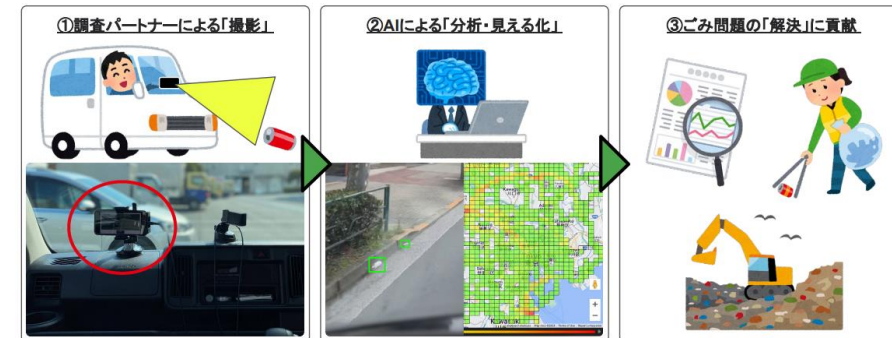 ①調査パートナーによる「撮影」
②AIによる「分析・見える化」
③ごみ問題の「解決」に貢献
Kawasaki